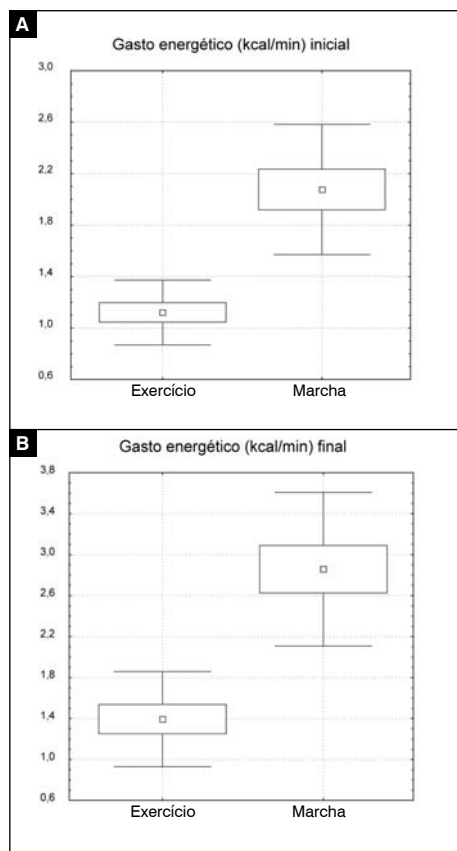 A
Gasto energético (kcal/min) inicial
3,0
2,6
2,2
1,8
1,4
1,0
0,6
Exercício Marcha
B
Gasto energético (kcal/min) final
3,8
3,4
3,0
2,6
2,2
1,8
1,4
1,0
0,6
Exercício Marcha